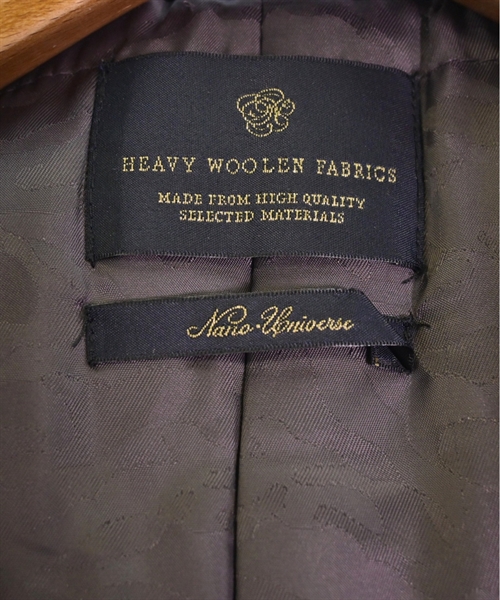 HEAVY WOOLEN FABRICS
MADE FROM HIGH QUALITY
SELECTED MATERIALS
Nano·Universe